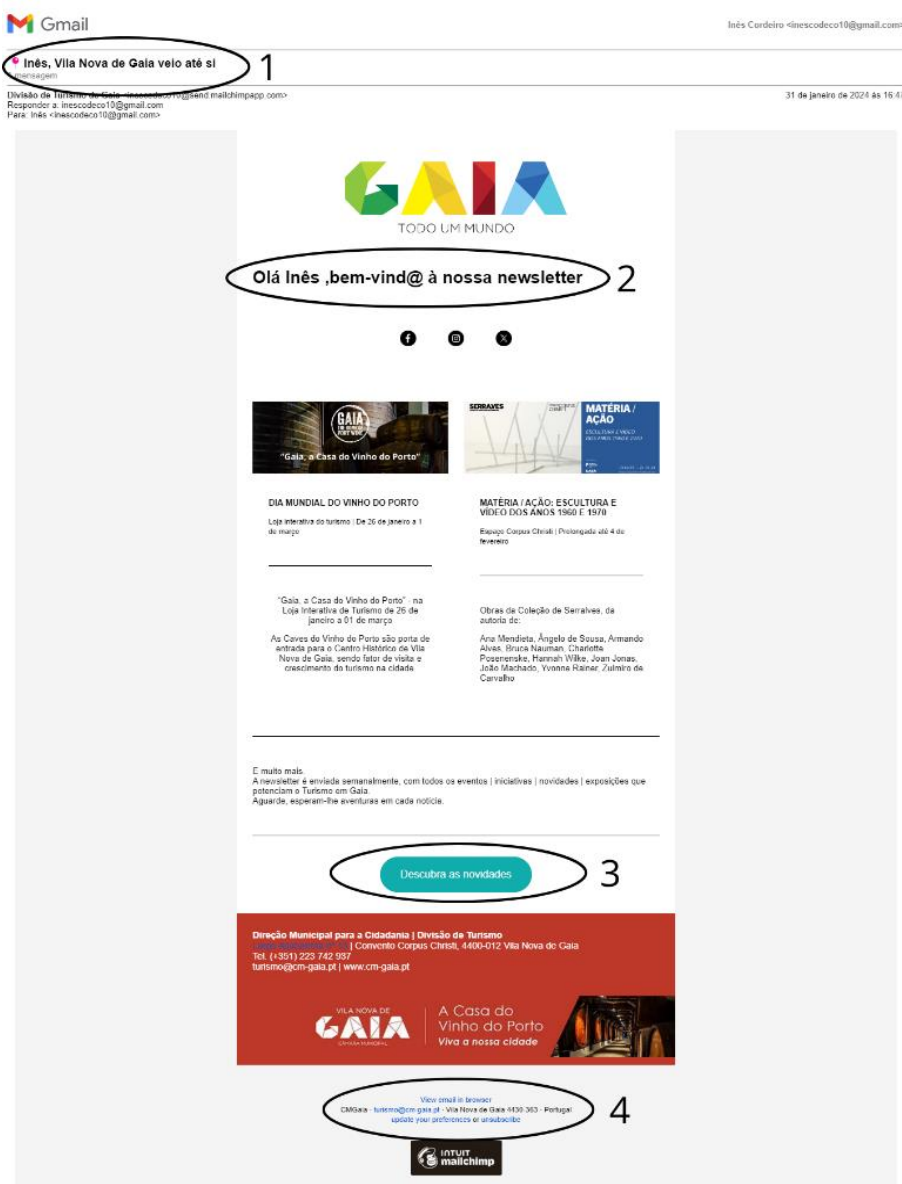 Gmail
Inês Cordeiro <inescodeco10@gmail.com>
Inês, Vila Nova de Gaia veio até si
1
mensagem
Divisão de Turismo de Gaia <inescodeco10@send.mailchimpapp.com>
31 de janeiro de 2024 às 16:4
Responder a: inescodeco10@gmail.com
Para: Inês <inescodeco10@gmail.com>
GAIA
TODO UM MUNDO
Olá Inês ,bem-vind@ à nossa newsletter
2
GAIA
"Gaia, a Casa do Vinho do Porto"
SERRALVES
MATÉRIA /
AÇÃO
DIA MUNDIAL DO VINHO DO PORTO
Loja interativa do turismo | De 26 de janeiro a 1
de março
MATÉRIA / AÇÃO: ESCULTURA E
VÍDEO DOS ANOS 1960 E 1970
Espaço Corpus Christi | Prolongada até 4 de
fevereiro
"Gaia, a Casa do Vinho do Porto" - na
Loja Interativa de Turismo de 26 de
janeiro a 01 de março
As Caves do Vinho do Porto são porta de
entrada para o Centro Histórico de Vila
Nova de Gaia, sendo fator de visita e
crescimento do turismo na cidade
Obras da Coleção de Serralves, da
autoria de:
Ana Mendieta, Ângelo de Sousa, Armando
Alves, Bruce Nauman, Charlotte
Posenenske, Hannah Wilke, Joan Jonas,
João Machado, Yvonne Rainer, Zulmiro de
Carvalho
E muito mais.
A newsletter é enviada semanalmente, com todos os eventos | iniciativas | novidades | exposições que
potenciam o Turismo em Gaia.
Aguarde, esperam-lhe aventuras em cada notícia.
Descubra as novidades
3
Direção Municipal para a Cidadania | Divisão de Turismo
| Convento Corpus Christi, 4400-012 Vila Nova de Gaia
Tel. (+351) 223 742 937
turismo@cm-gaia.pt | www.cm-gaia.pt
VILA NOVA DE
GAIA
CÂMARA MUNICIPAL
A Casa do
Vinho do Porto
Viva a nossa cidade
View email in browser
CMGaia · turismo@cm-gaia.pt · Vila Nova de Gaia 4430-363 · Portugal
update your preferences or unsubscribe
4
INTUIT
mailchimp